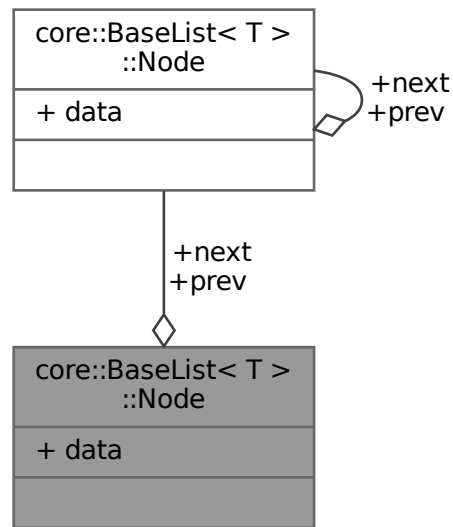 core::BaseList< T >
::Node
+ data
+next
+prev
+next
+prev
core::BaseList< T >
::Node
+ data